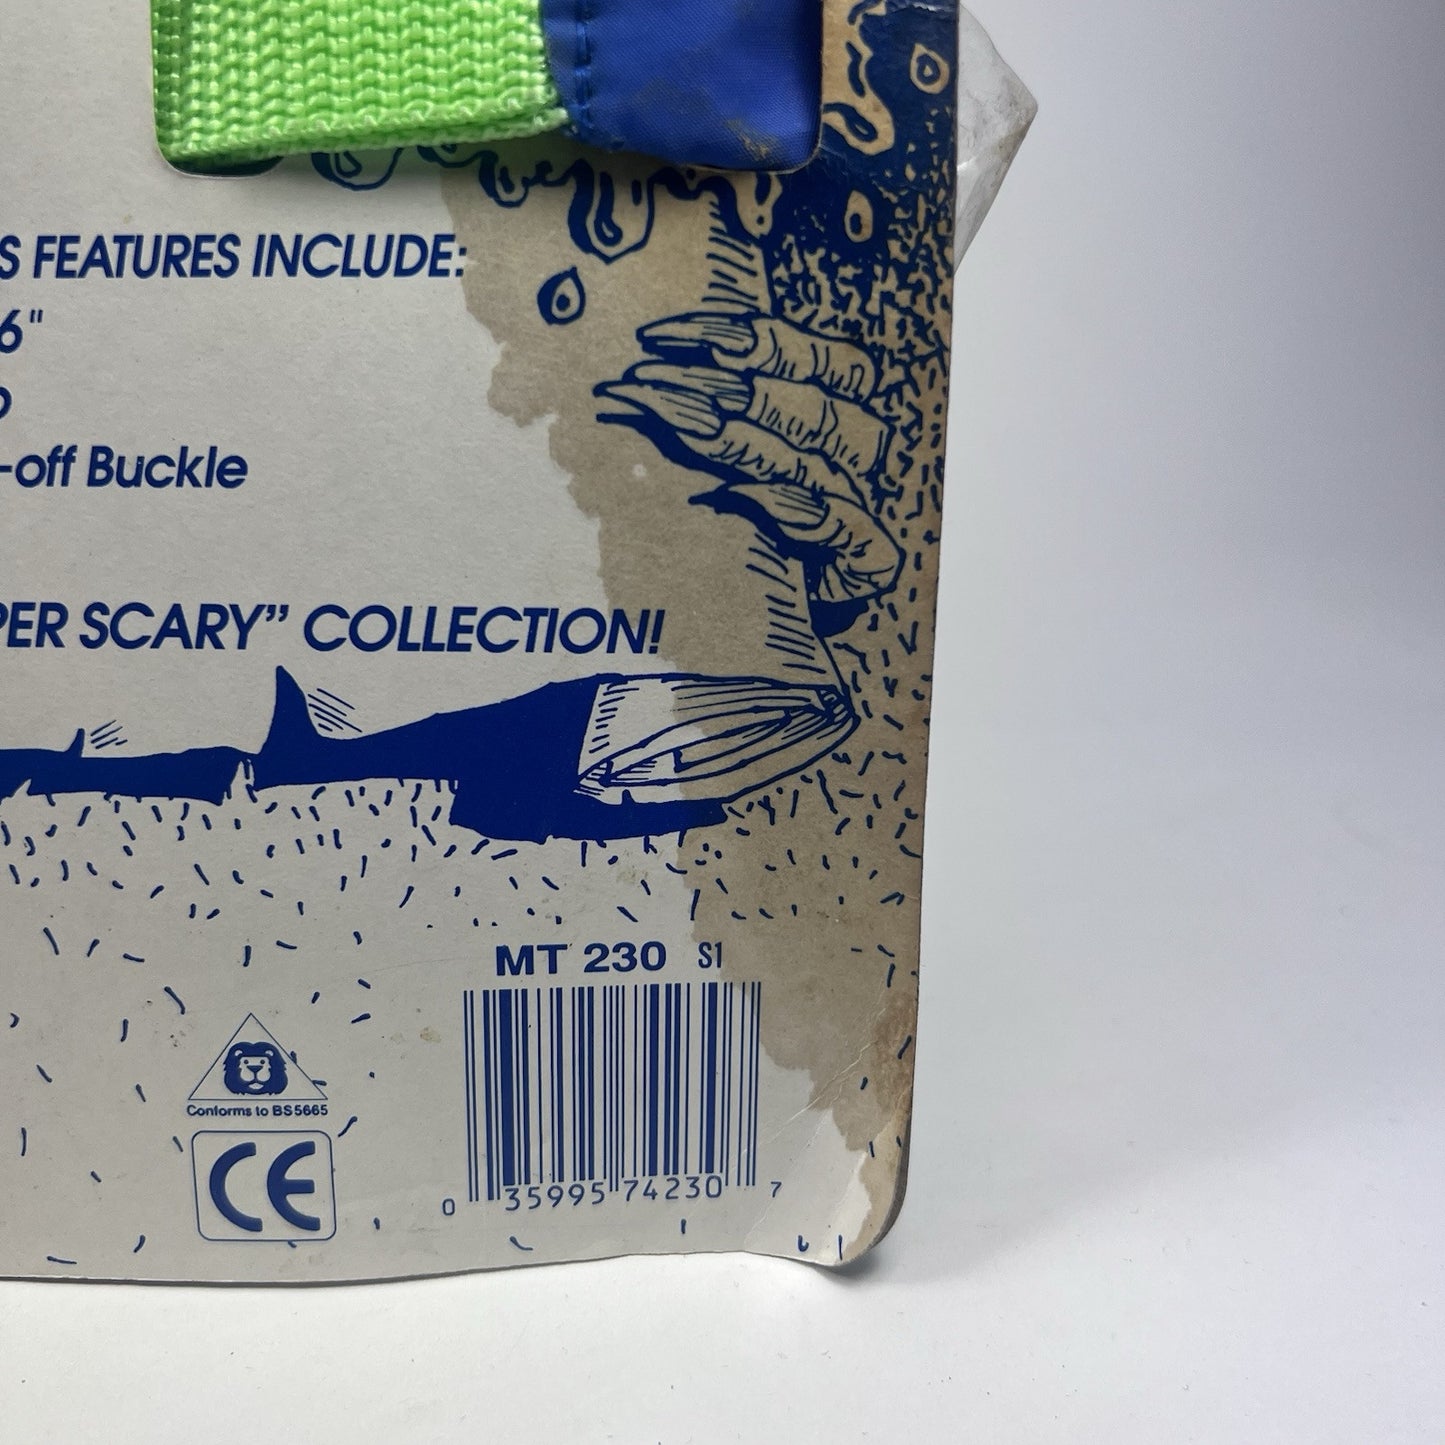 S FEATURES INCLUDE:
6"
-off Buckle
PER SCARY” COLLECTION!
MT 230 S1
Conforms to BS5665
CE
0 35995 74230 7